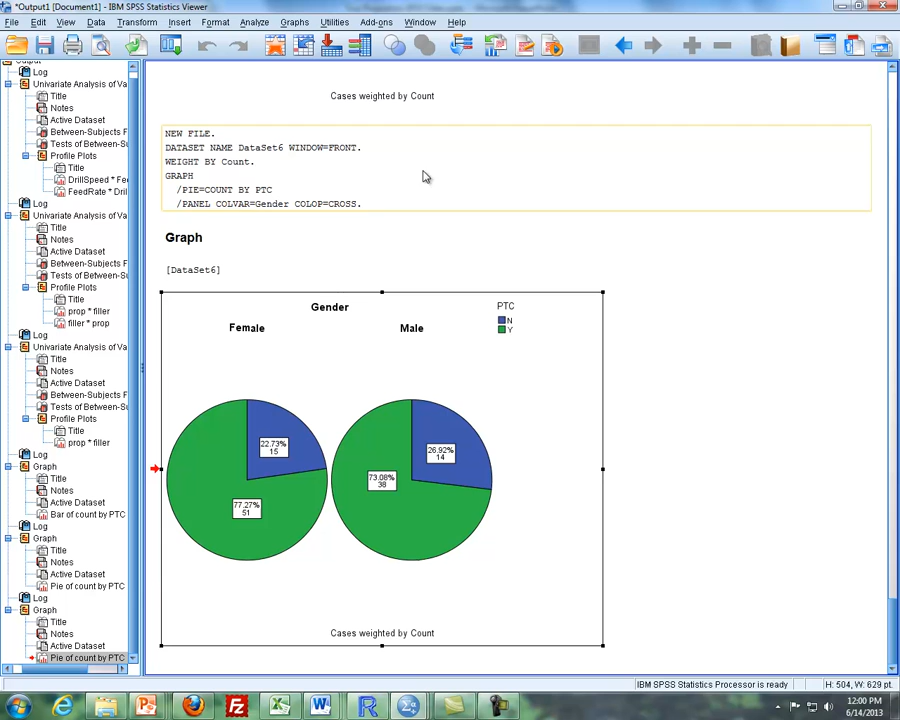 *Output1 [Document1] - IBM SPSS Statistics Viewer
File Edit View Data Transform Insert Format Analyze Graphs Utilities Add-ons Window Help
Output
Log
Univariate Analysis of Va
Title
Notes
Active Dataset
Between-Subjects F
Tests of Between-Su
Profile Plots
Title
DrillSpeed * Fe
FeedRate * Dril
Log
Univariate Analysis of Va
Title
Notes
Active Dataset
Between-Subjects F
Tests of Between-Su
Profile Plots
Title
prop * filler
filler * prop
Log
Univariate Analysis of Va
Title
Notes
Active Dataset
Between-Subjects F
Tests of Between-Su
Profile Plots
Title
prop * filler
Log
Graph
Title
Notes
Active Dataset
Bar of count by PTC
Log
Graph
Title
Notes
Active Dataset
Pie of count by PTC
Log
Graph
Title
Notes
Active Dataset
Pie of count by PTC
Cases weighted by Count
NEW FILE.
DATASET NAME DataSet6 WINDOW=FRONT.
WEIGHT BY Count.
GRAPH
/PIE=COUNT BY PTC
/PANEL COLVAR=Gender COLOP=CROSS.
Graph
[DataSet6]
Gender
Female Male
PTC
N
Y
22.73%
15
77.27%
51
26.92%
14
73.08%
38
Cases weighted by Count
IBM SPSS Statistics Processor is ready
H: 504, W: 629 pt.
12:00 PM
6/14/2013